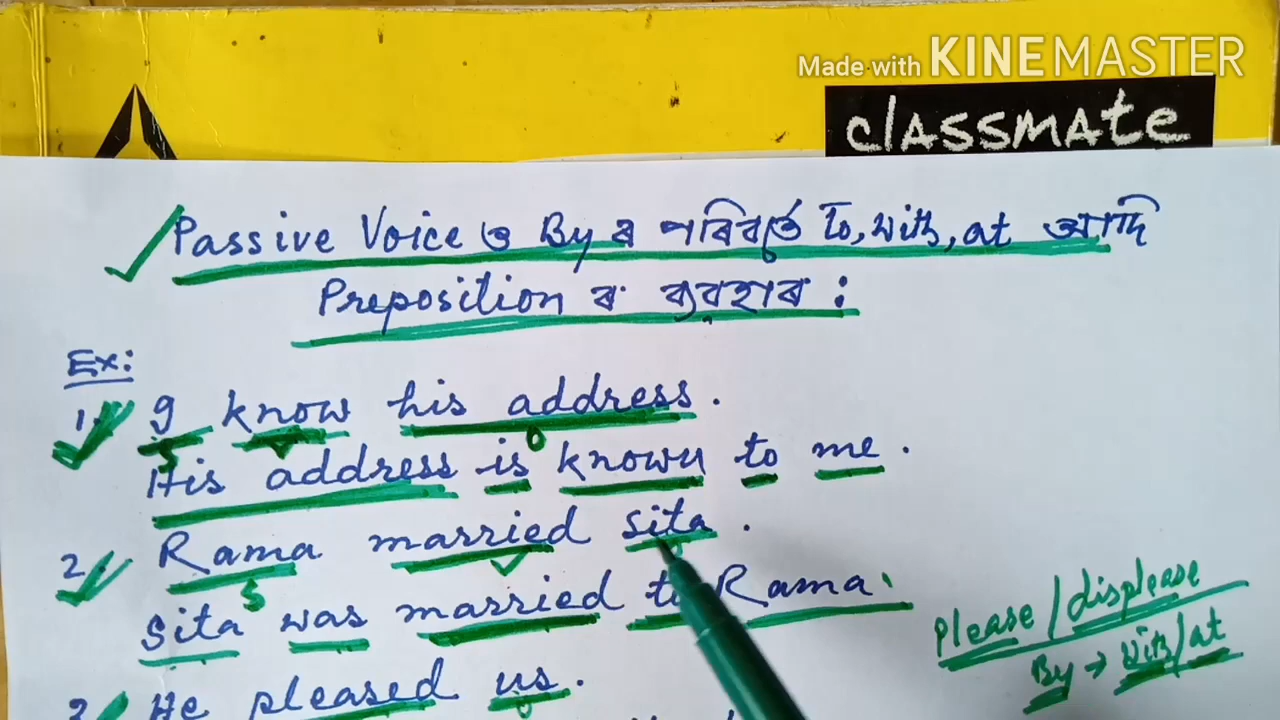 Made with KINEMASTER
classmate
Passive Voice ত By ৰ পৰিবৰ্তে to, with, at আদি
Preposition ৰ ব্যৱহাৰ :
Ex:
1. I know his address.
S V O
His address is known to me.
2. Rama married Sita.
S V O
Sita was married to Rama.
3. He pleased us.
O
Please / displease
By → With/at